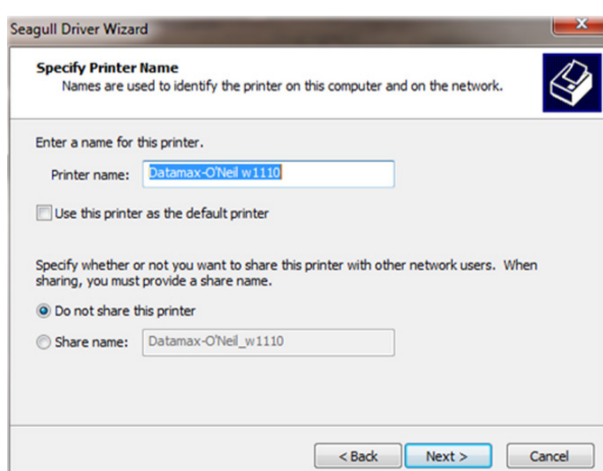 Seagull Driver Wizard
Specify Printer Name
Names are used to identify the printer on this computer and on the network.
Enter a name for this printer.
Printer name: Datamax-O'Neil w1110
Use this printer as the default printer
Specify whether or not you want to share this printer with other network users. When
sharing, you must provide a share name.
Do not share this printer
Share name: Datamax-O'Neil_w1110
< Back Next > Cancel